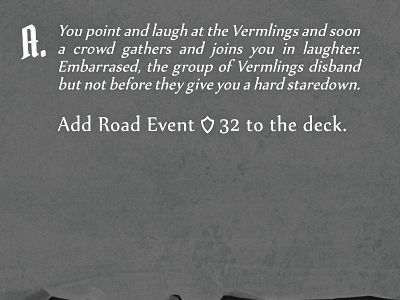 A. You point and laugh at the Vermlings and soon
a crowd gathers and joins you in laughter.
Embarrased, the group of Vermlings disband
but not before they give you a hard staredown.
Add Road Event 32 to the deck.